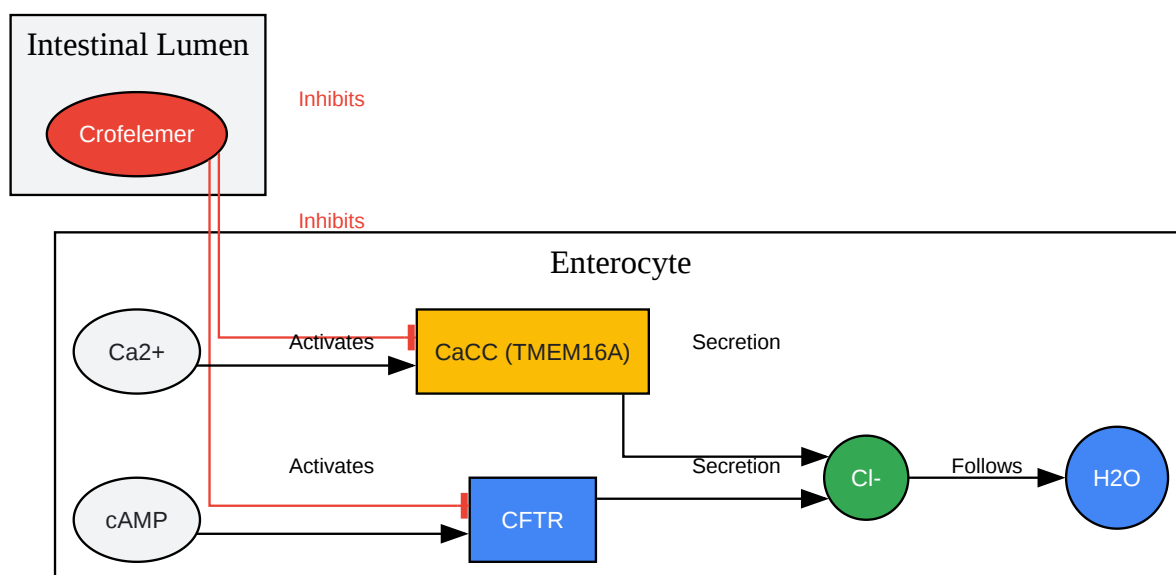 Intestinal Lumen
Crofelemer
Inhibits
Inhibits
Enterocyte
Ca2+
Activates
CaCC (TMEM16A)
Secretion
cAMP
Activates
CFTR
Secretion
Cl-
Follows
H2O